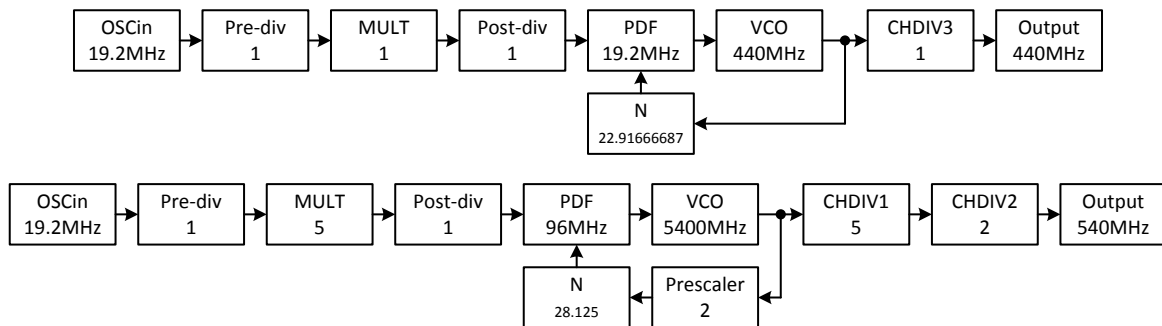 OSCin
19.2MHz
Pre-div
1
MULT
1
Post-div
1
PDF
19.2MHz
VCO
440MHz
CHDIV3
1
Output
440MHz
N
22.91666687
OSCin
19.2MHz
Pre-div
1
MULT
5
Post-div
1
PDF
96MHz
VCO
5400MHz
CHDIV1
5
CHDIV2
2
Output
540MHz
N
28.125
Prescaler
2